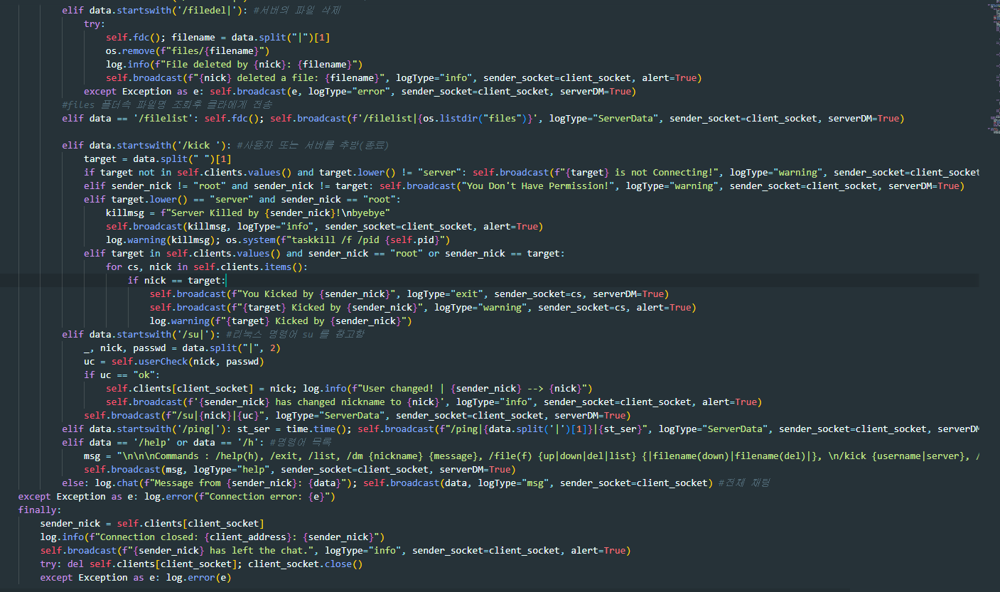 elif data.startswith('/filedel|'): #서버의 파일 삭제
try:
self.fdc(); filename = data.split("|")[1]
os.remove(f"files/{filename}")
log.info(f"File deleted by {nick}: {filename}")
self.broadcast(f"{nick} deleted a file: {filename}", logType="info", sender_socket=client_socket, alert=True)
except Exception as e: self.broadcast(e, logType="error", sender_socket=client_socket, serverDM=True)
#files 폴더속 파일명 조회후 클라에게 전송
elif data == '/filelist': self.fdc(); self.broadcast(f'/filelist|{os.listdir("files")}', logType="ServerData", sender_socket=client_socket, serverDM=True)
elif data.startswith('/kick '): #사용자 또는 서버를 추방(종료)
target = data.split(" ")[1]
if target not in self.clients.values() and target.lower() != "server": self.broadcast(f"{target} is not Connecting!", logType="warning", sender_socket=client_socket
elif sender_nick != "root" and sender_nick != target: self.broadcast("You Don't Have Permission!", logType="warning", sender_socket=client_socket, serverDM=True)
elif target.lower() == "server" and sender_nick == "root":
killmsg = f"Server Killed by {sender_nick}!\nbyebye"
self.broadcast(killmsg, logType="info", sender_socket=client_socket, alert=True)
log.warning(killmsg); os.system(f"taskkill /f /pid {self.pid}")
elif target in self.clients.values() and sender_nick == "root" or sender_nick == target:
for cs, nick in self.clients.items():
if nick == target:
self.broadcast(f"You Kicked by {sender_nick}", logType="exit", sender_socket=cs, serverDM=True)
self.broadcast(f"{target} Kicked by {sender_nick}", logType="warning", sender_socket=cs, alert=True)
log.warning(f"{target} Kicked by {sender_nick}")
elif data.startswith('/su|'): #리눅스 명령어 su 를 참고함
_, nick, passwd = data.split("|", 2)
uc = self.userCheck(nick, passwd)
if uc == "ok":
self.clients[client_socket] = nick; log.info(f"User changed! | {sender_nick} --> {nick}")
self.broadcast(f'{sender_nick} has changed nickname to {nick}', logType="info", sender_socket=client_socket, alert=True)
self.broadcast(f"/su|{nick}|{uc}", logType="ServerData", sender_socket=client_socket, serverDM=True)
elif data.startswith('/ping|'): st_ser = time.time(); self.broadcast(f"/ping|{data.split('|')[1]}|{st_ser}", logType="ServerData", sender_socket=client_socket, serverDM
elif data == '/help' or data == '/h': #명령어 목록
msg = "\n\n\nCommands : /help(h), /exit, /list, /dm {nickname} {message}, /file(f) {up|down|del|list} {|filename(down)|filename(del)|}, \n/kick {username|server}, /
self.broadcast(msg, logType="help", sender_socket=client_socket, serverDM=True)
else: log.chat(f"Message from {sender_nick}: {data}"); self.broadcast(data, logType="msg", sender_socket=client_socket) #전체 채팅
except Exception as e: log.error(f"Connection error: {e}")
finally:
sender_nick = self.clients[client_socket]
log.info(f"Connection closed: {client_address}: {sender_nick}")
self.broadcast(f"{sender_nick} has left the chat.", logType="info", sender_socket=client_socket, alert=True)
try: del self.clients[client_socket]; client_socket.close()
except Exception as e: log.error(e)